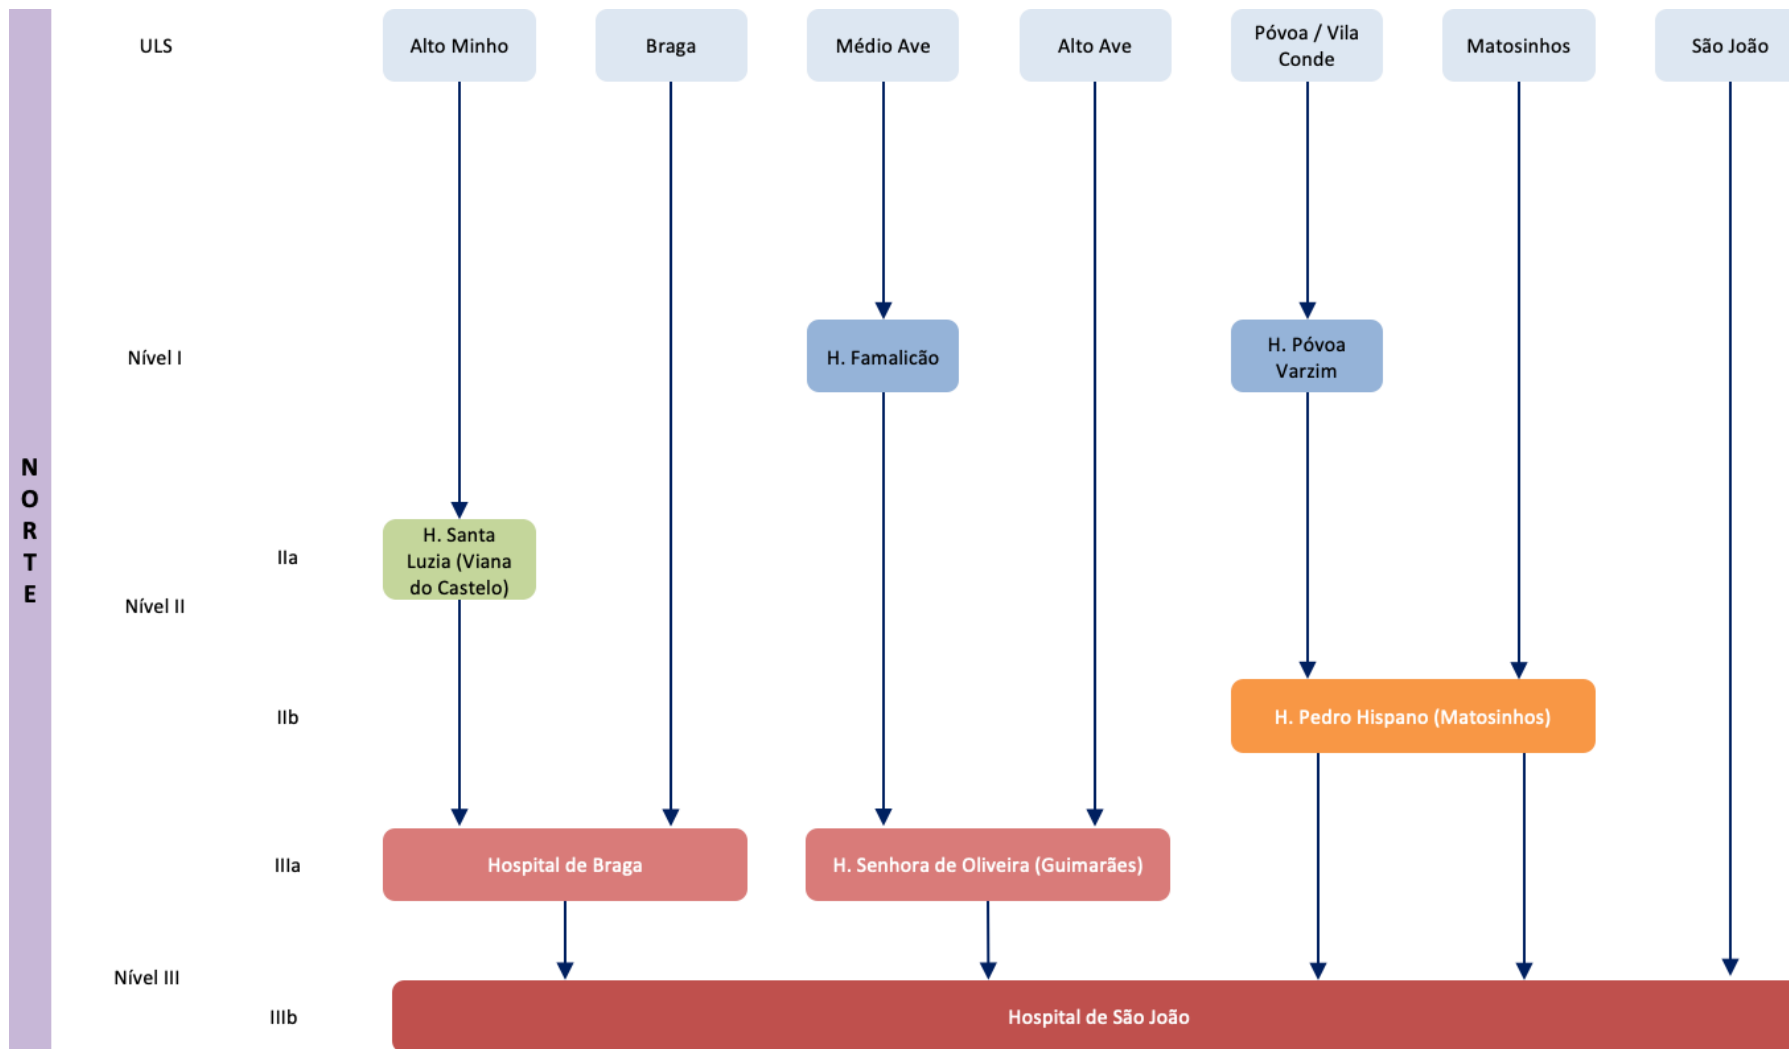 ULS
Alto Minho
Braga
Médio Ave
Alto Ave
Póvoa / Vila
Conde
Matosinhos
São João
Nível I
H. Famalicão
H. Póvoa
Varzim
N
O
R
T
E
IIa
H. Santa
Luzia (Viana
do Castelo)
Nível II
IIb
H. Pedro Hispano (Matosinhos)
IIIa
Hospital de Braga
H. Senhora de Oliveira (Guimarães)
Nível III
IIIb
Hospital de São João